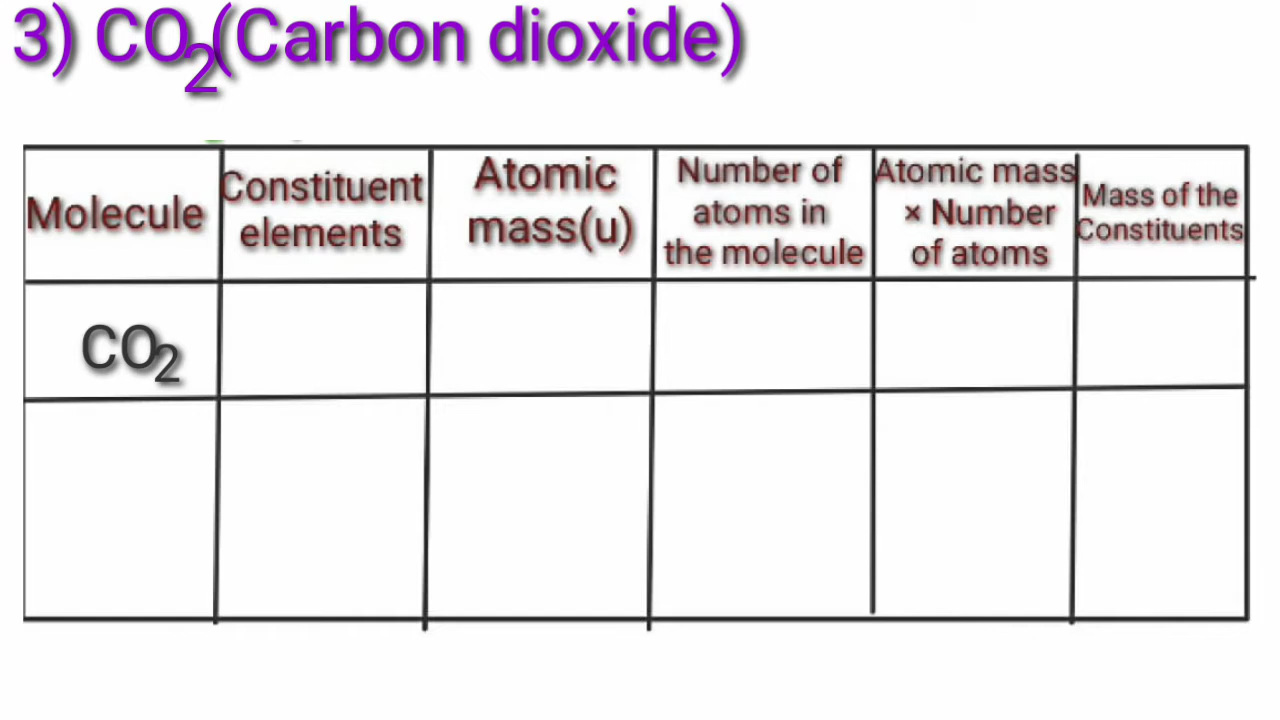 3) CO2(Carbon dioxide)
Molecule
Constituent
elements
Atomic
mass(u)
Number of
atoms in
the molecule
Atomic mass
× Number
of atoms
Mass of the
Constituents
CO2